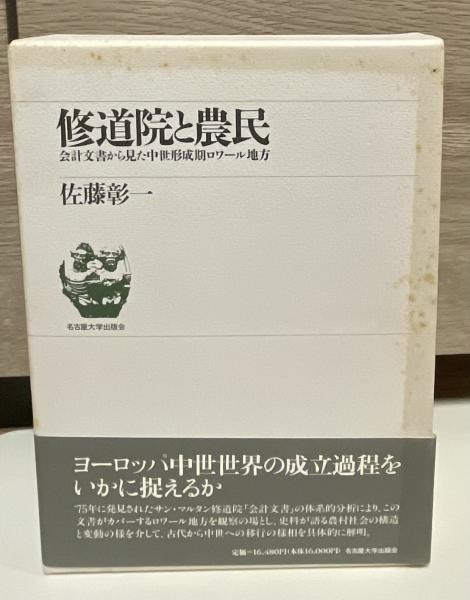 修道院と農民
会計文書から見た中世形成期ロワール地方
佐藤彰一
名古屋大学出版会
ヨーロッパ中世世界の成立過程を
いかに捉えるか
'75年に発見されたサン・マルタン修道院「会計文書」の体系的分析により、この
文書がカバーするロワール地方を観察の場とし、史料が語る農村社会の構造
と変動の様を介して、古代から中世への移行の様相を具体的に解明。
定価=16,480円(本体16,000円) 名古屋大学出版会